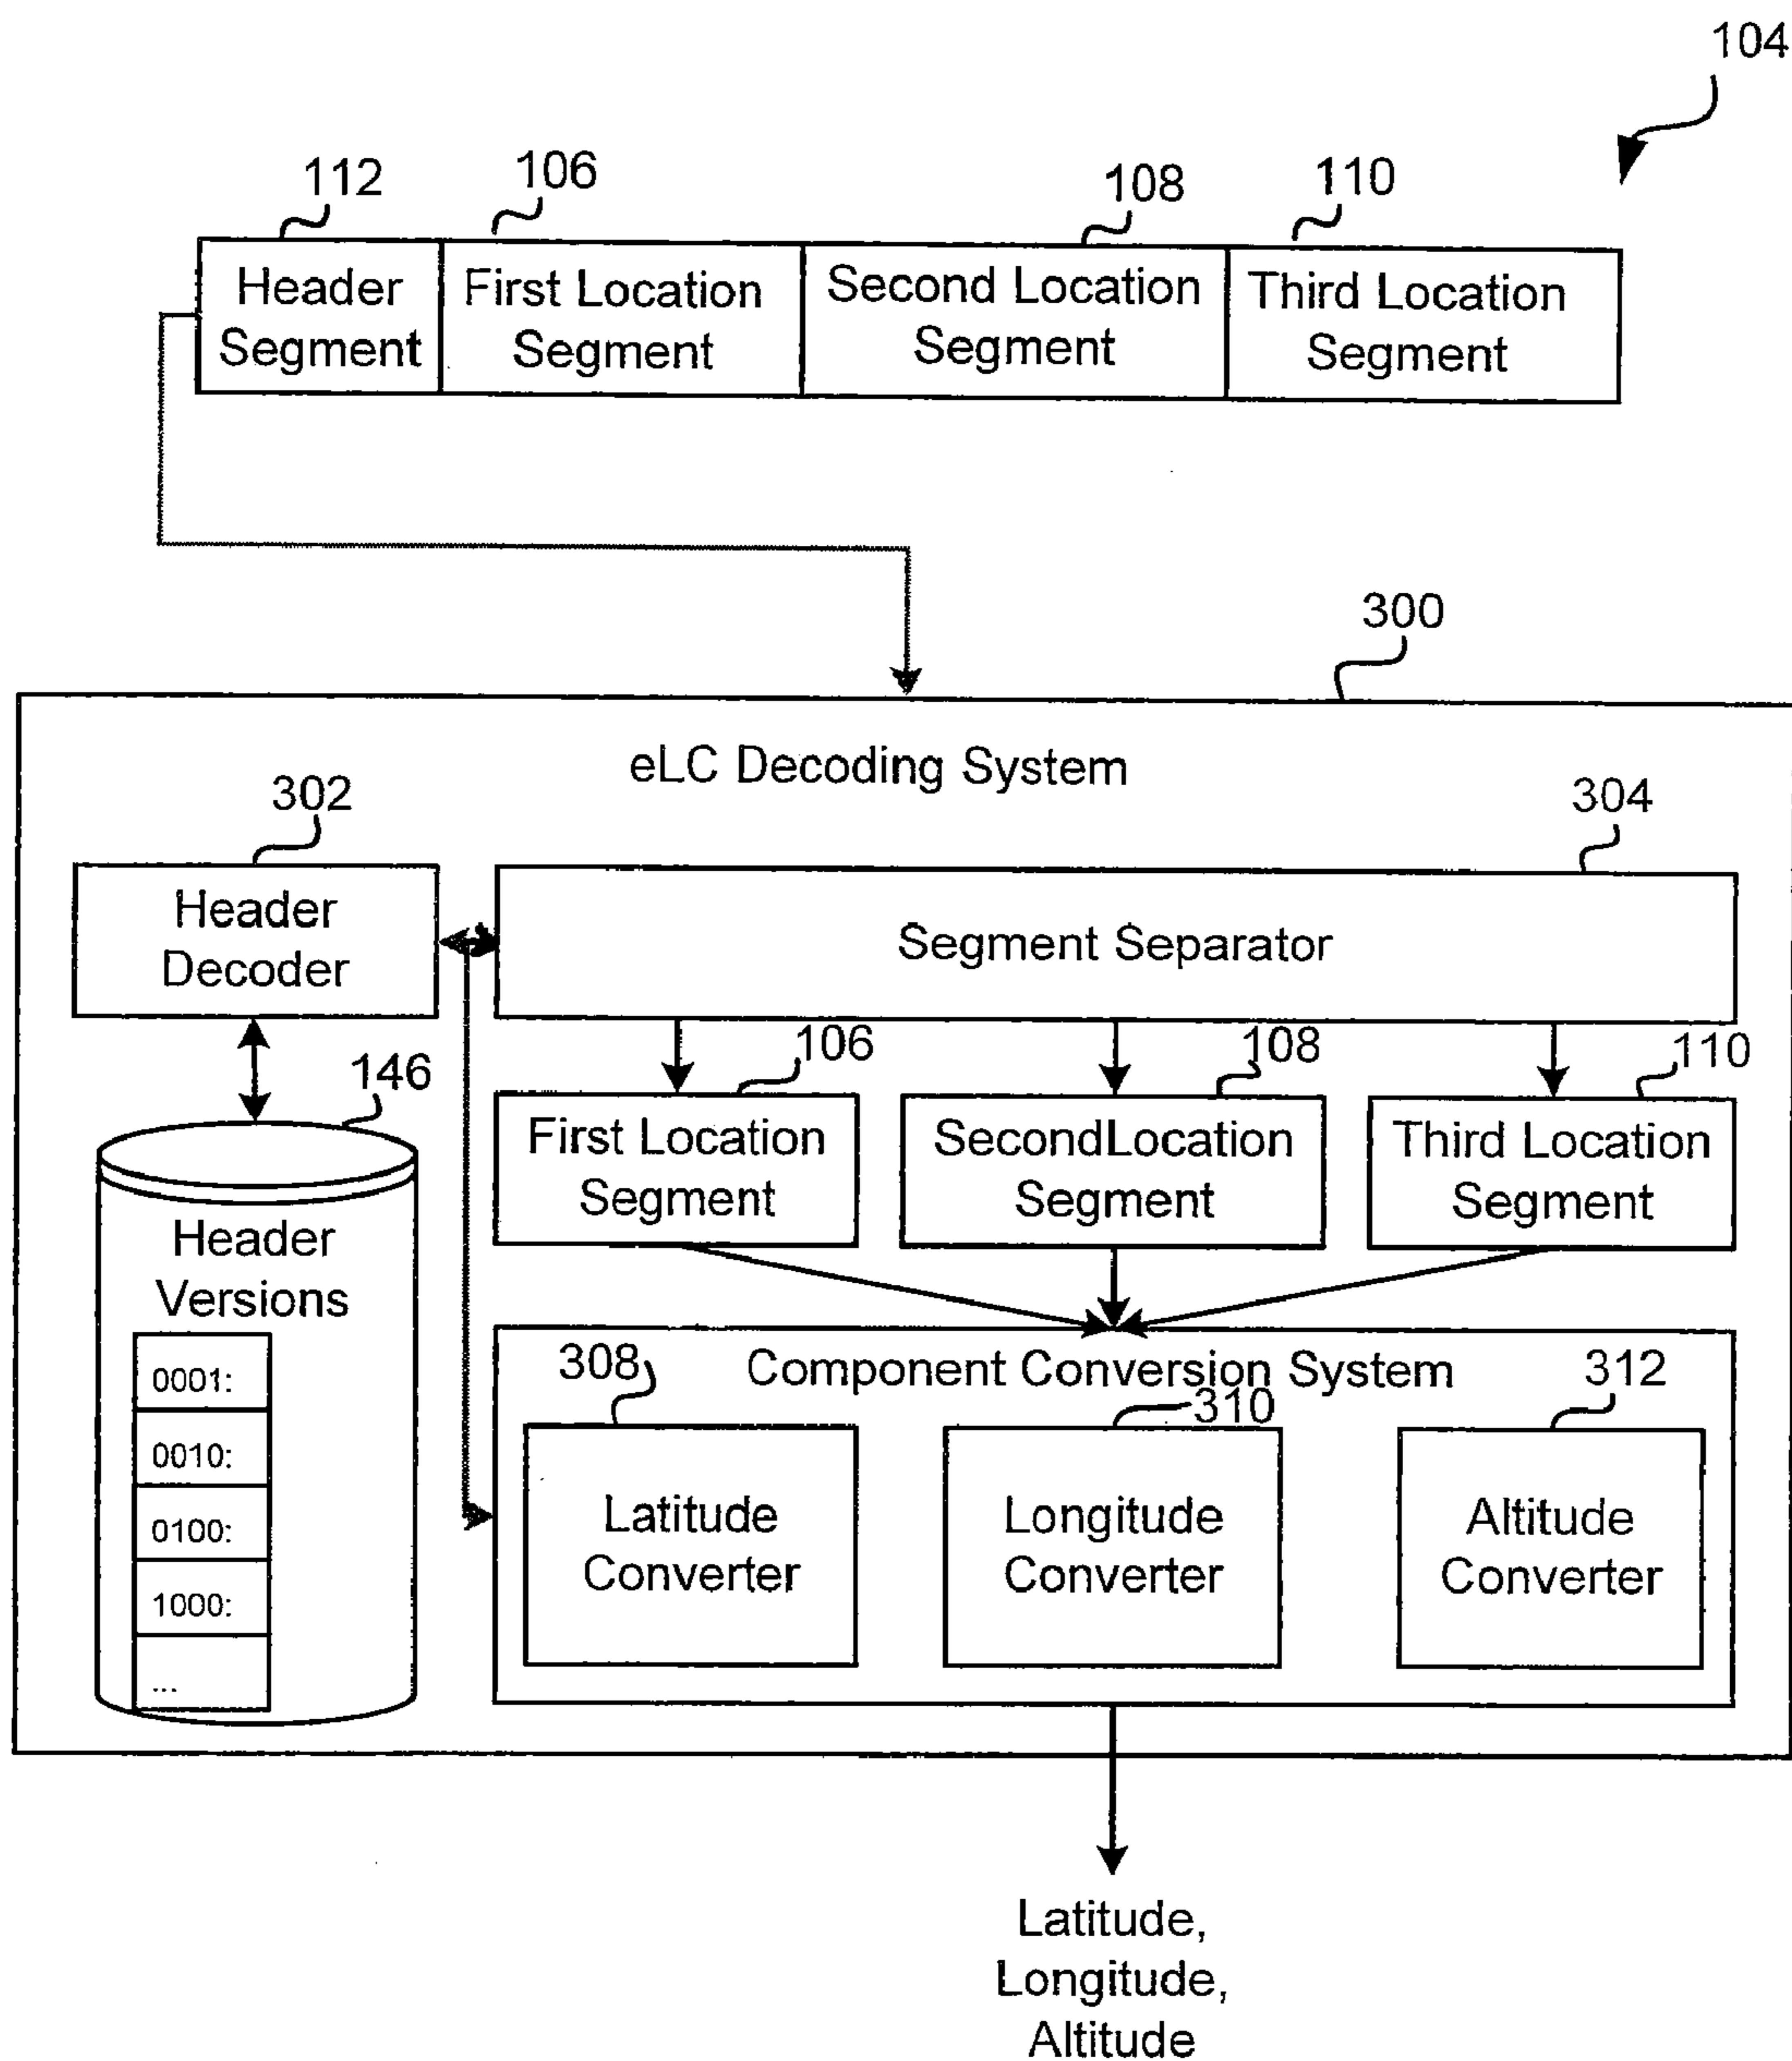 104
112
106
108
110
Header
Segment
First Location
Segment
Second Location
Segment
Third Location
Segment
300
eLC Decoding System
302
304
Header
Decoder
Segment Separator
106
108
110
146
First Location
Segment
SecondLocation
Segment
Third Location
Segment
Header
Versions
0001:
0010:
0100:
1000:
...
Component Conversion System
308
310
312
Latitude
Converter
Longitude
Converter
Altitude
Converter
Latitude,
Longitude,
Altitude